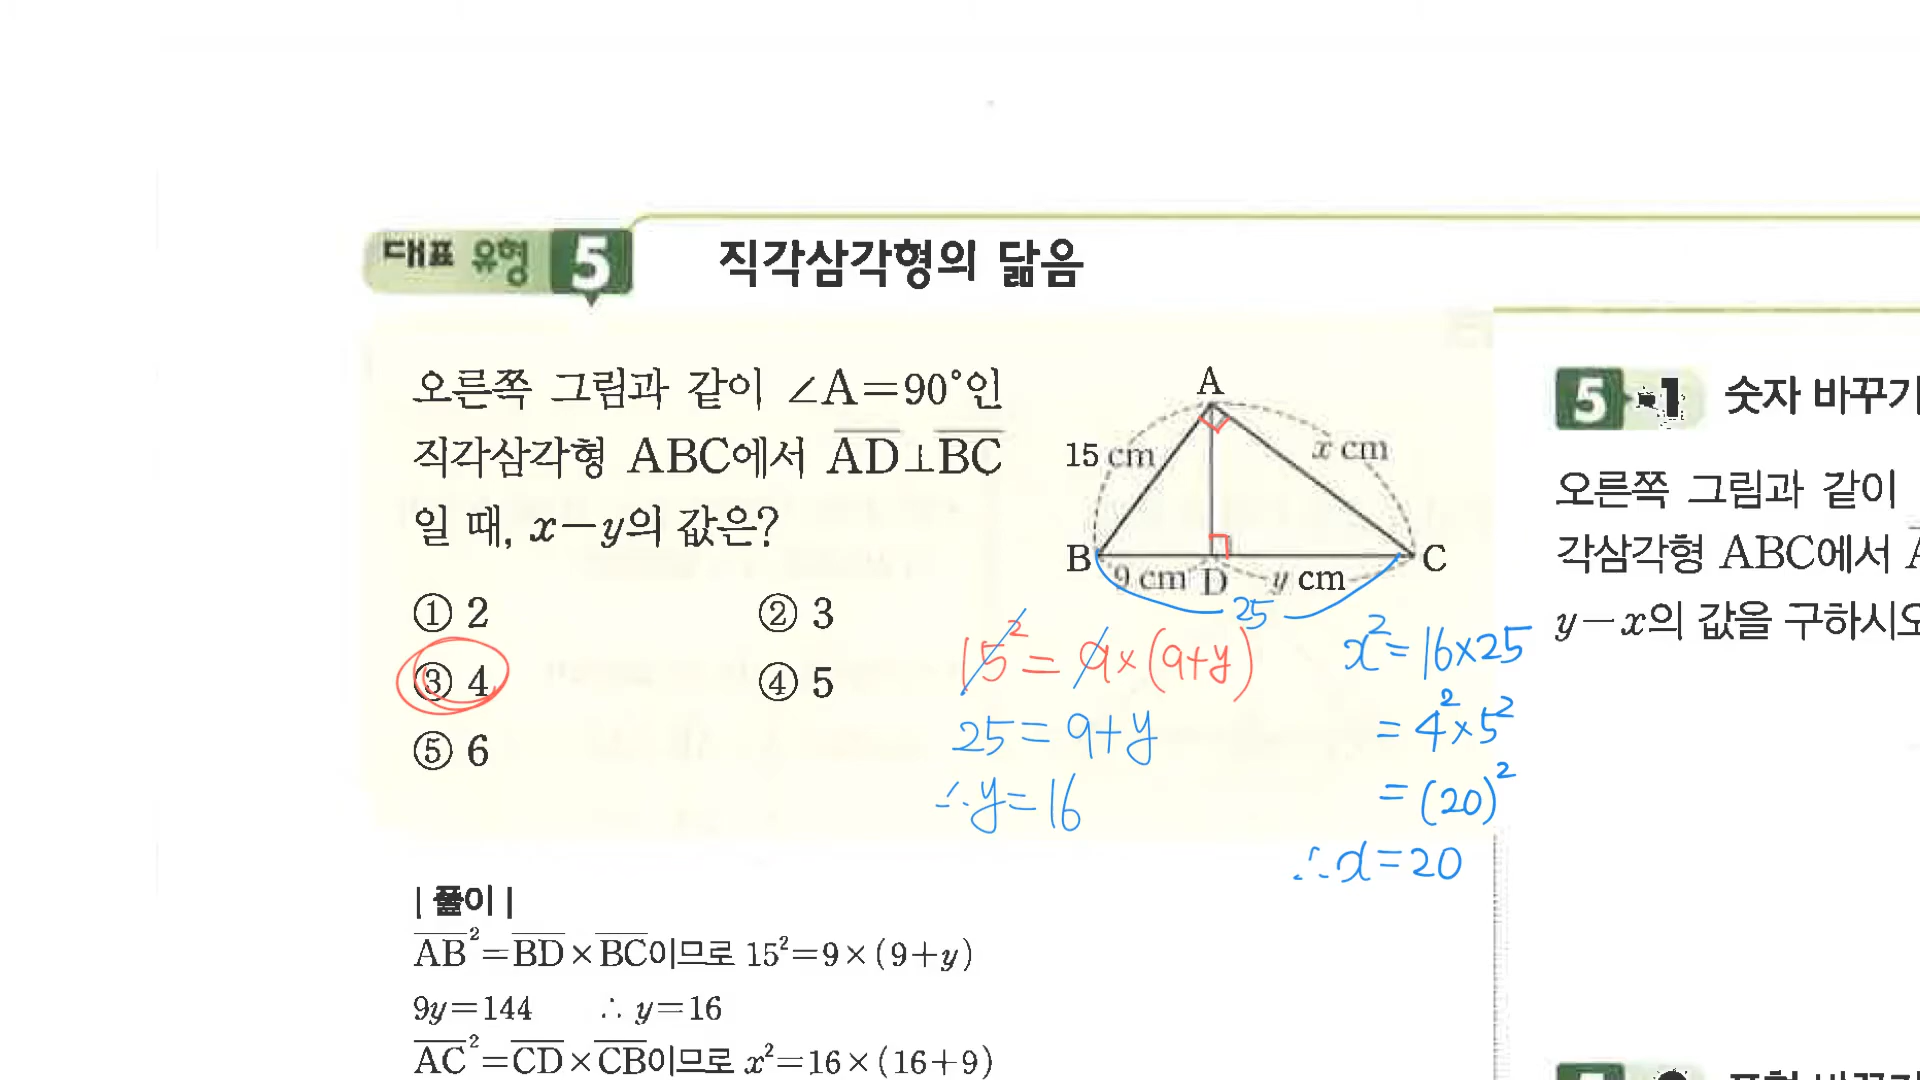 대표 유형 5 직각삼각형의 닮음
오른쪽 그림과 같이 ∠A=90°인
직각삼각형 ABC에서 AD⊥BC
일 때, x-y의 값은?
① 2
② 3
③ 4
④ 5
⑤ 6
A
15 cm
x cm
B
9 cm
D
y cm
C
25
15²=9×(9+y)
25=9+y
∴y=16
x²=16×25
=4²×5²
=(20)²
∴x=20
| 풀이 |
AB²=BD×BC이므로 15²=9×(9+y)
9y=144 ∴ y=16
AC²=CD×CB이므로 x²=16×(16+9)
5-1 숫자 바꾸기
오른쪽 그림과 같이
각삼각형 ABC에서
y-x의 값을 구하시오